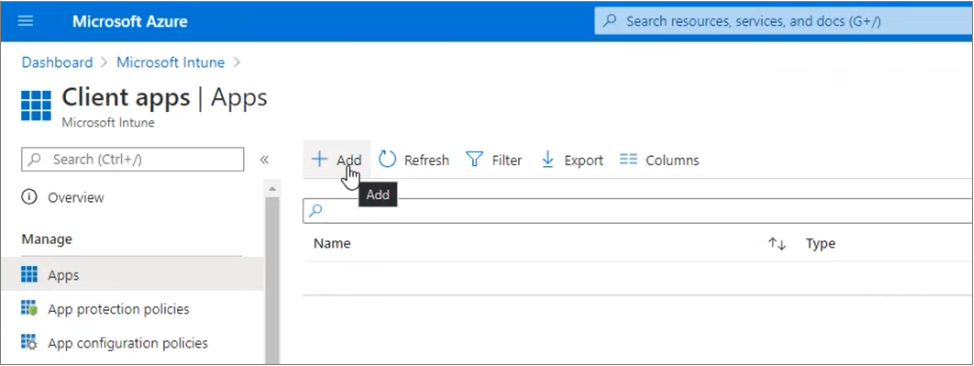 Microsoft Azure
Search resources, services, and docs (G+/)
Dashboard > Microsoft Intune >
Client apps | Apps
Microsoft Intune
Search (Ctrl+/)
«
Add
Refresh
Filter
Export
Columns
Add
Overview
Manage
Name
Type
Apps
App protection policies
App configuration policies